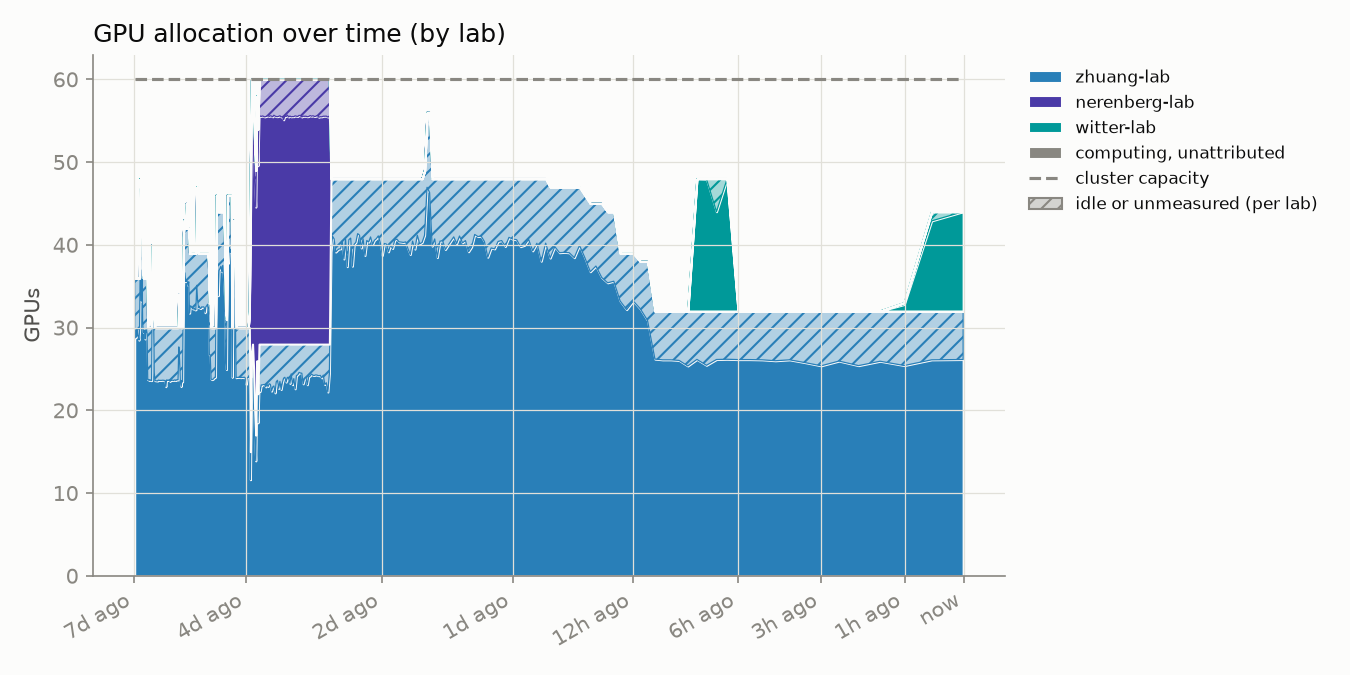 GPU allocation over time (by lab)
GPUs
60
50
40
30
20
10
0
7d ago
4d ago
2d ago
1d ago
12h ago
6h ago
3h ago
1h ago
now
zhuang-lab
nerenberg-lab
witter-lab
computing, unattributed
cluster capacity
idle or unmeasured (per lab)